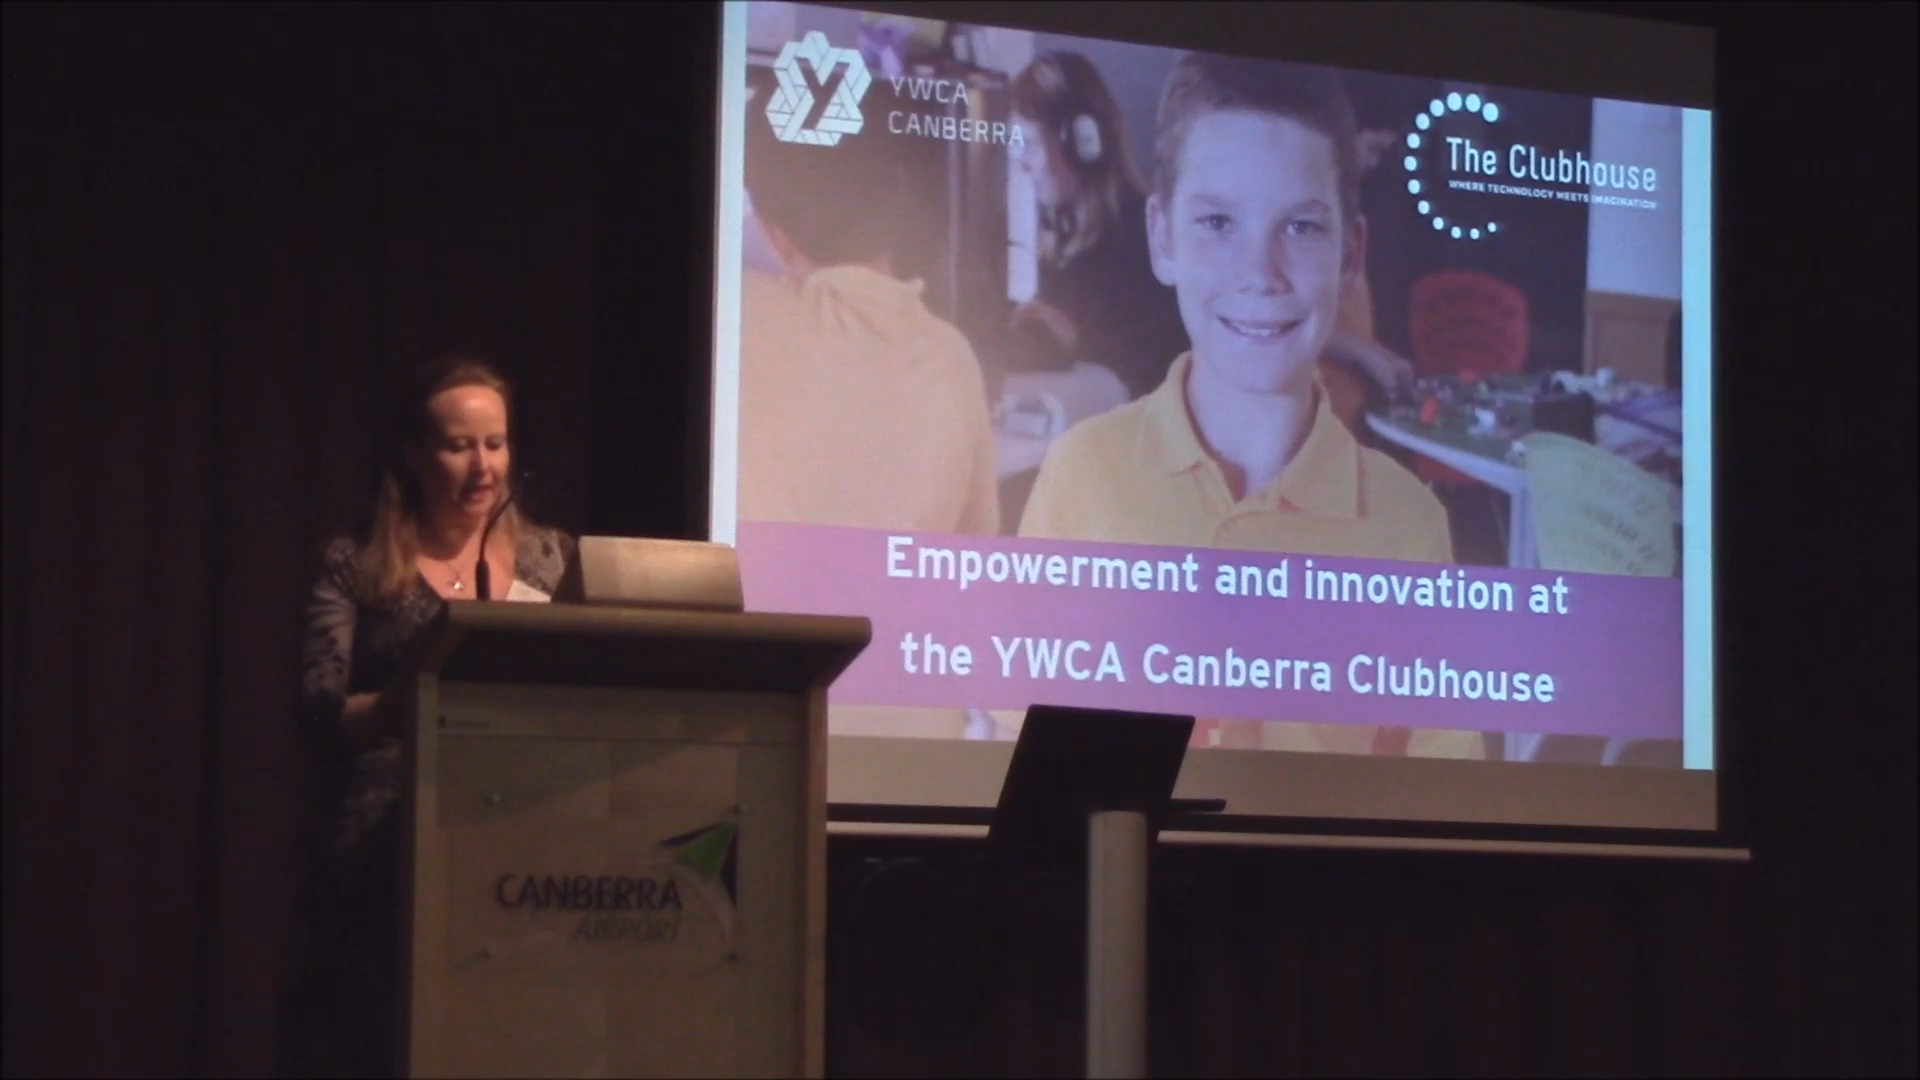 YWCA
CANBERRA
The Clubhouse
WHERE TECHNOLOGY MEETS IMAGINATION
Empowerment and innovation at
the YWCA Canberra Clubhouse
CANBERRA
AIRPORT